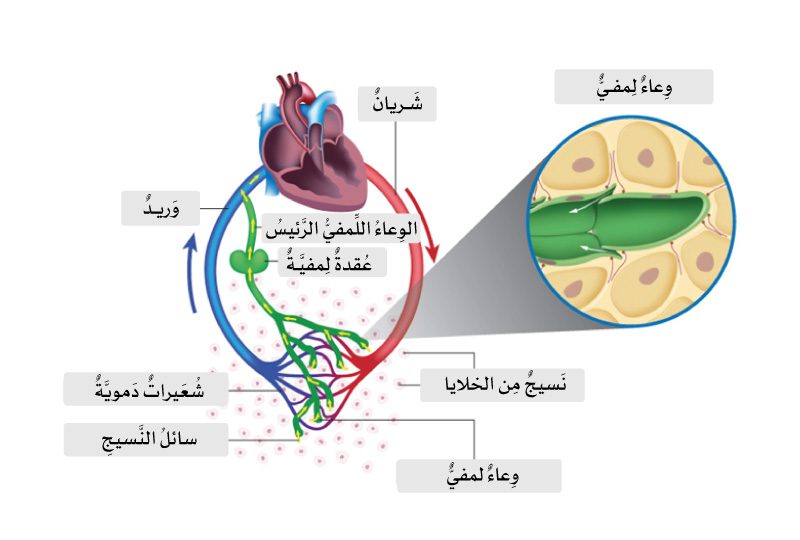 وِعاءٌ لِمفيٌّ
شَريانٌ
وَريدٌ
الوِعاءُ اللِّمفيُّ الرَّئيسُ
عُقدةٌ لِمفيَّةٌ
نَسيجٌ مِن الخلايا
شُعَيراتٌ دَمويَّةٌ
سائلُ النَّسيجِ
وِعاءٌ لمفيٌّ